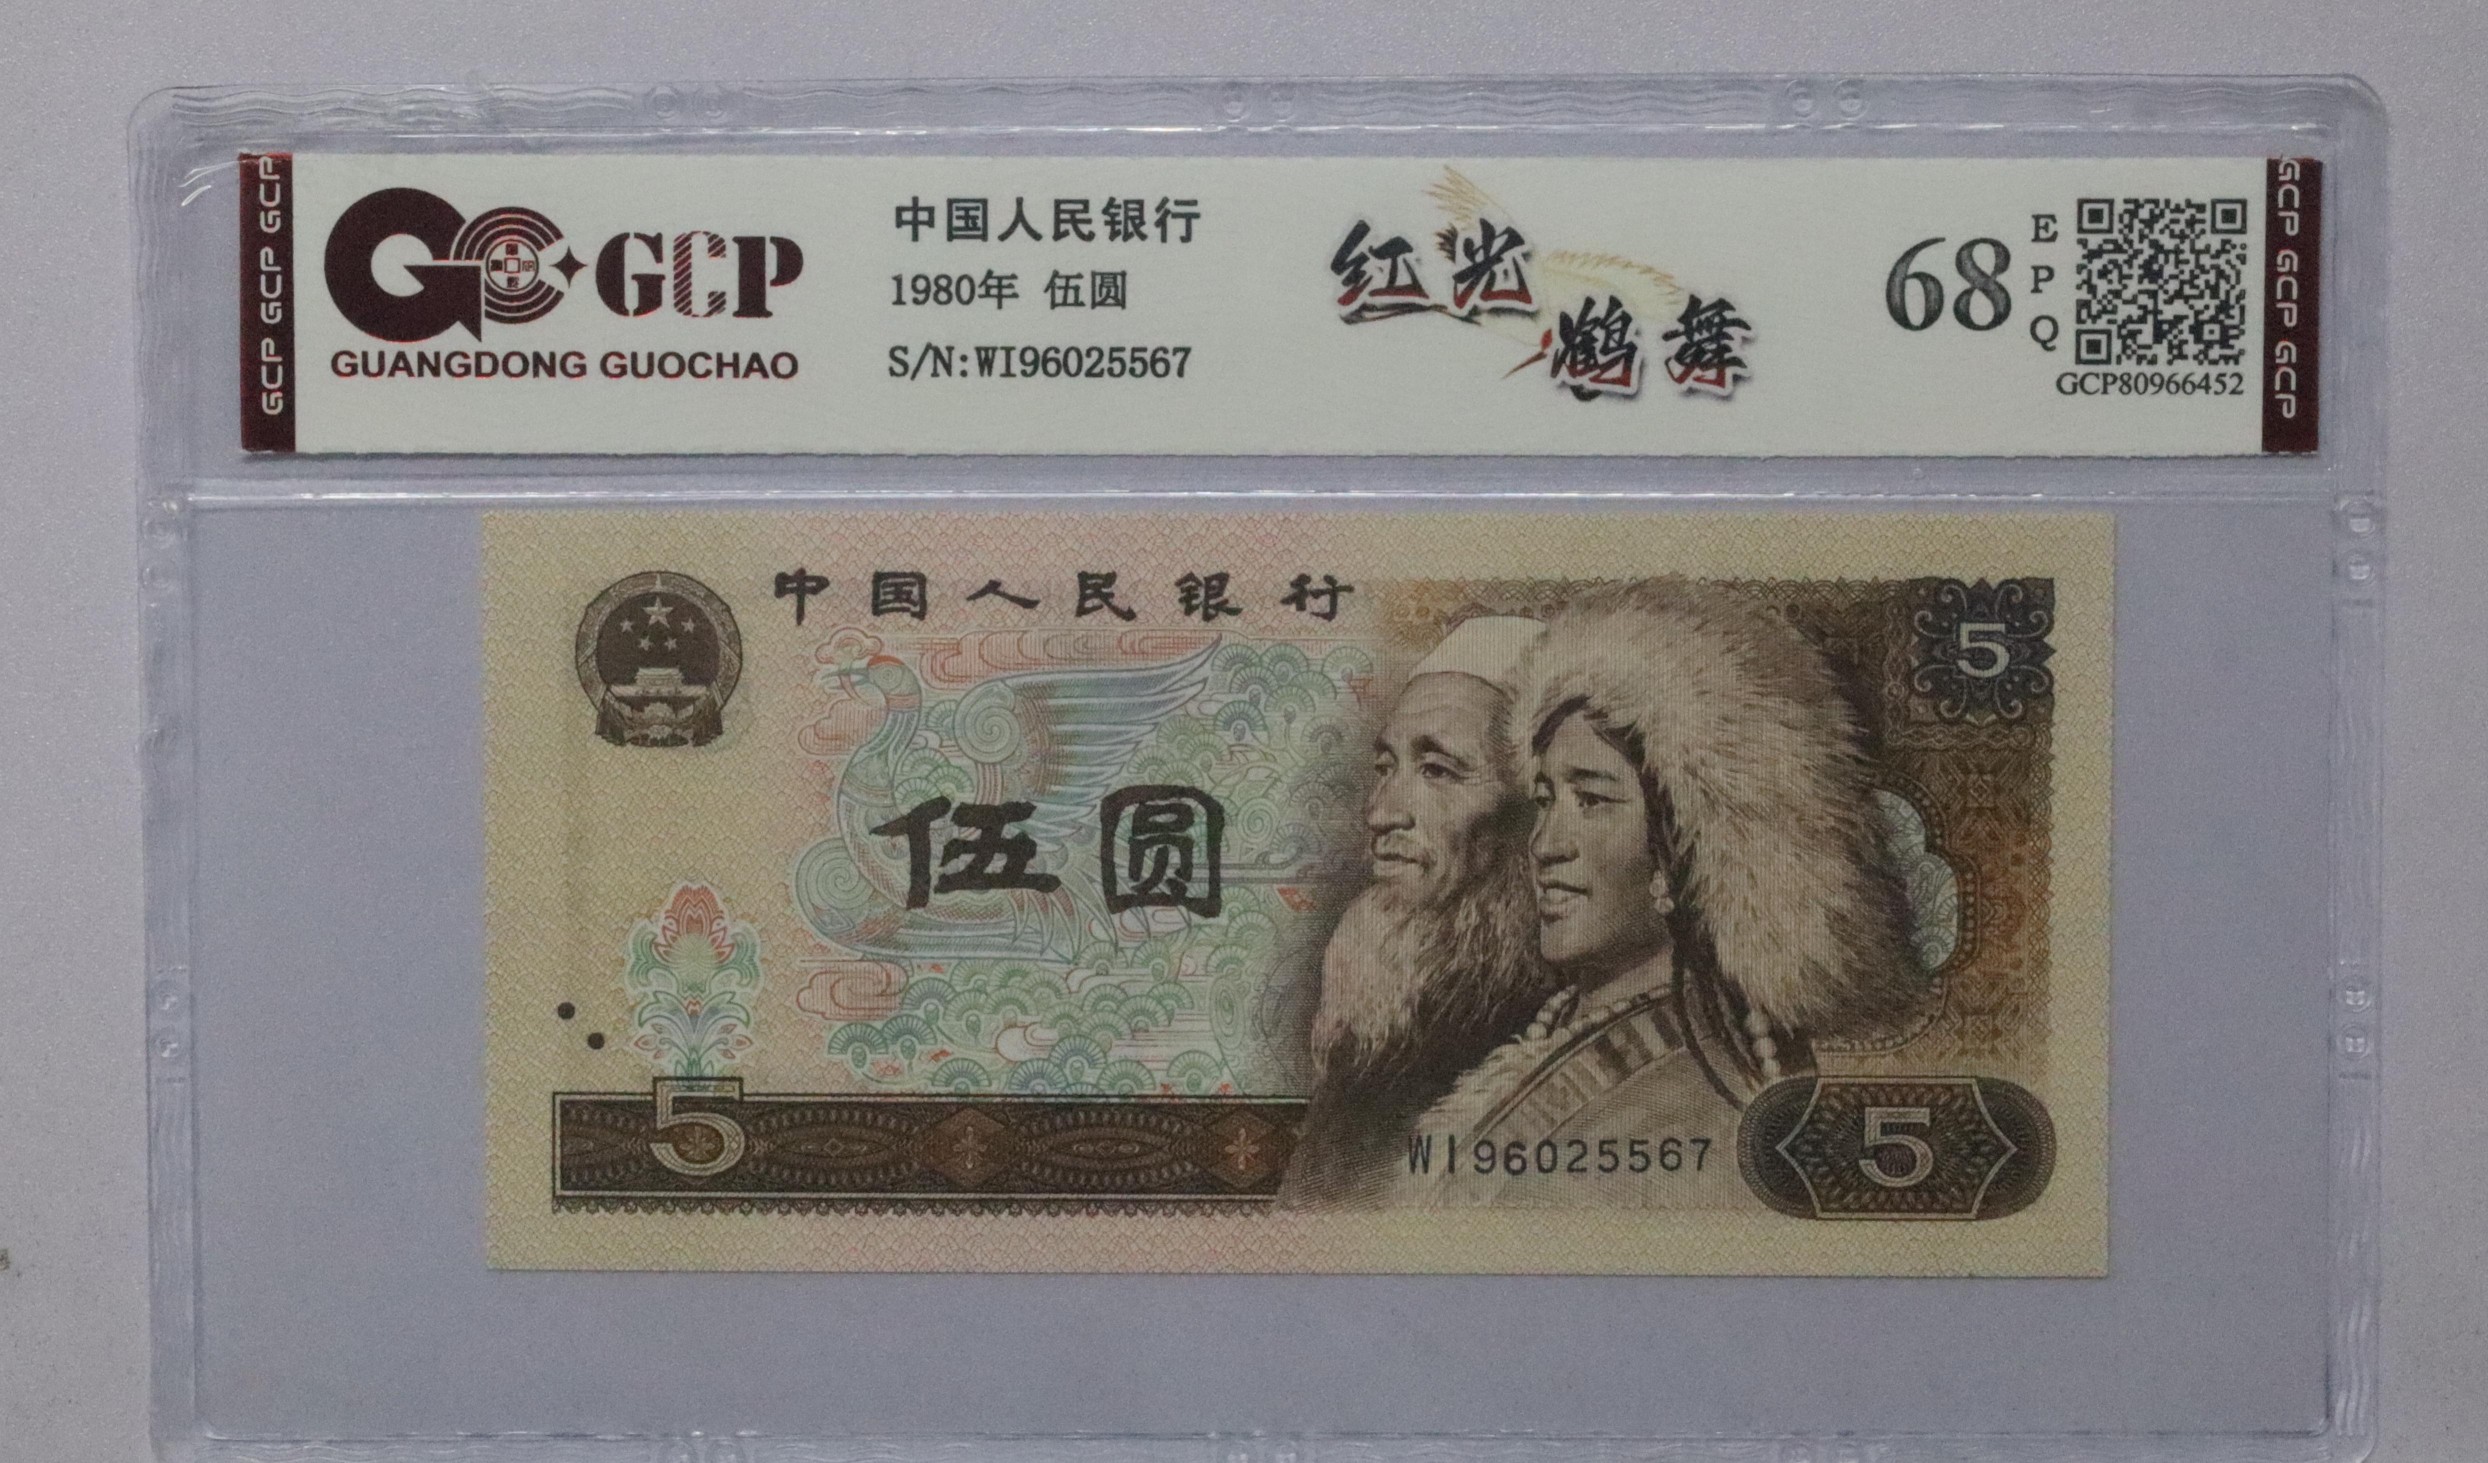 GCP GCP GCP
GCP
GUANGDONG GUOCHAO
中国人民银行
1980年 伍圆
S/N:WI96025567
红光
鹤舞
68
EPQ
GCP80966452
GCP GCP GCP
中国人民银行
5
伍圆
5
WI96025567
5